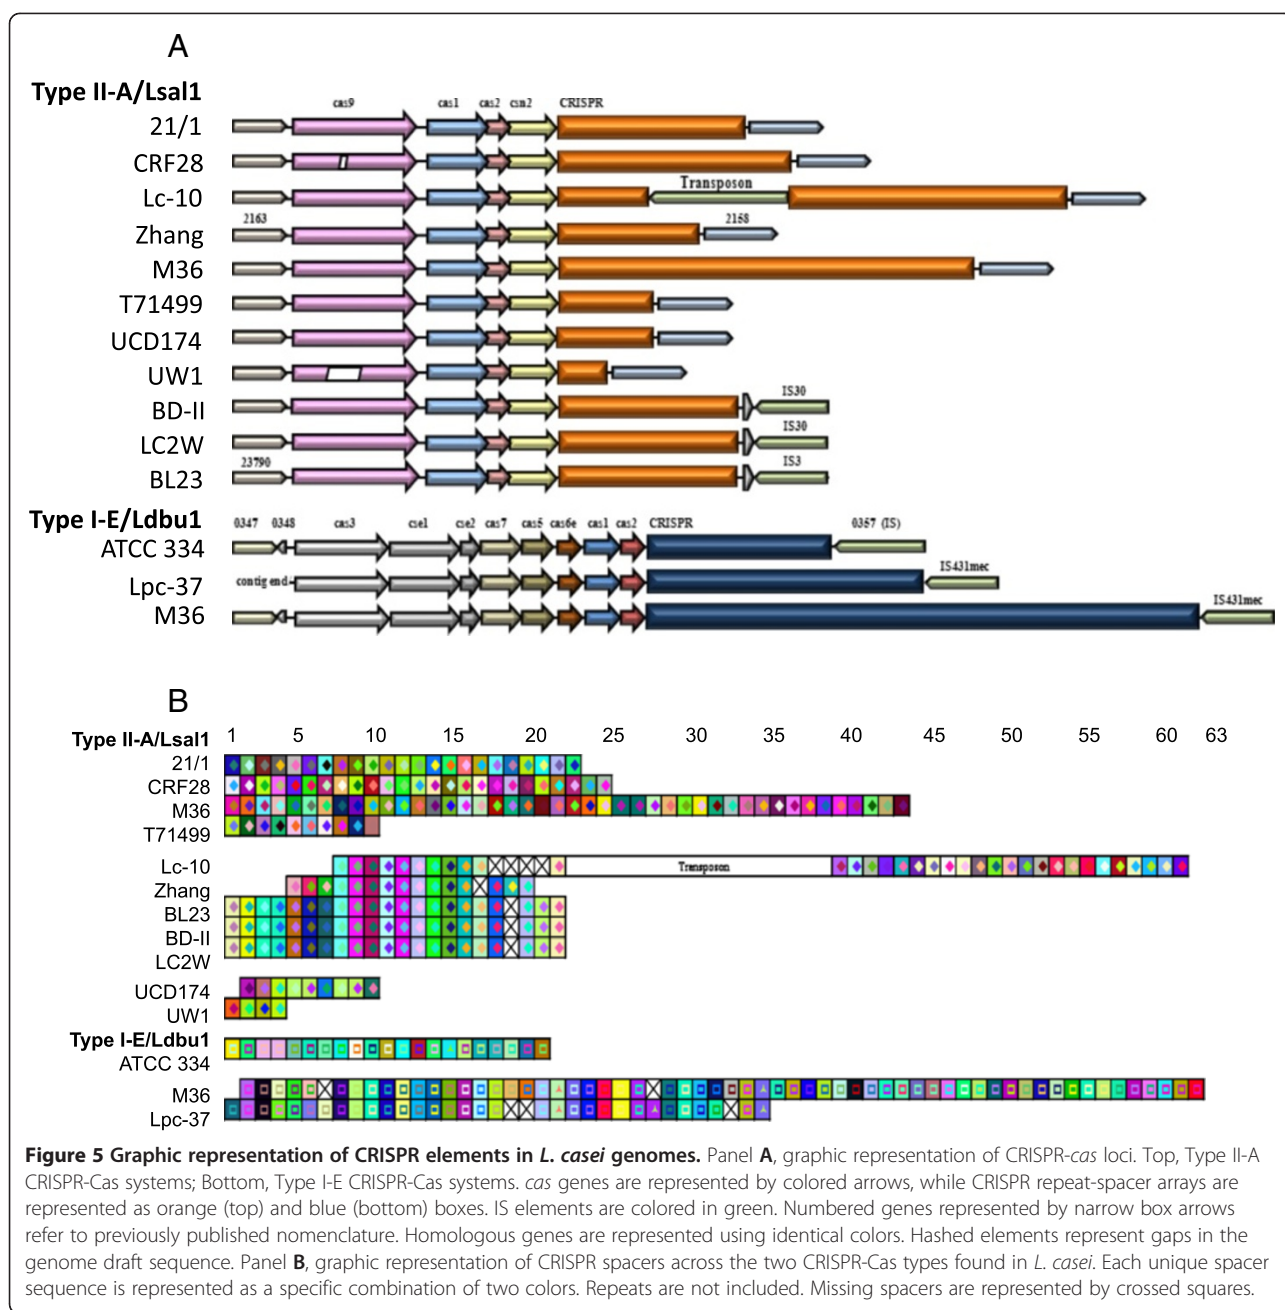 A
Type II-A/Lsal1
cas9 cas1 cas2 csn2 CRISPR
21/1
CRF28
Transposon
Lc-10
2163 2168
Zhang
M36
T71499
UCD174
UW1
IS30
BD-II
IS30
LC2W
23790 IS3
BL23
Type I-E/Ldbu1
0347 0348 cas3 cse1 cse2 cas7 cas5 cas6e cas1 cas2 CRISPR 0357 (IS)
ATCC 334
contig end IS431mec
Lpc-37
IS431mec
M36
B
Type II-A/Lsal1 1 5 10 15 20 25 30 35 40 45 50 55 60 63
21/1
CRF28
M36
T71499
Lc-10 Transposon
Zhang
BL23
BD-II
LC2W
UCD174
UW1
Type I-E/Ldbu1
ATCC 334
M36
Lpc-37
Figure 5 Graphic representation of CRISPR elements in L. casei genomes. Panel A, graphic representation of CRISPR-cas loci. Top, Type II-A
CRISPR-Cas systems; Bottom, Type I-E CRISPR-Cas systems. cas genes are represented by colored arrows, while CRISPR repeat-spacer arrays are
represented as orange (top) and blue (bottom) boxes. IS elements are colored in green. Numbered genes represented by narrow box arrows
refer to previously published nomenclature. Homologous genes are represented using identical colors. Hashed elements represent gaps in the
genome draft sequence. Panel B, graphic representation of CRISPR spacers across the two CRISPR-Cas types found in L. casei. Each unique spacer
sequence is represented as a specific combination of two colors. Repeats are not included. Missing spacers are represented by crossed squares.